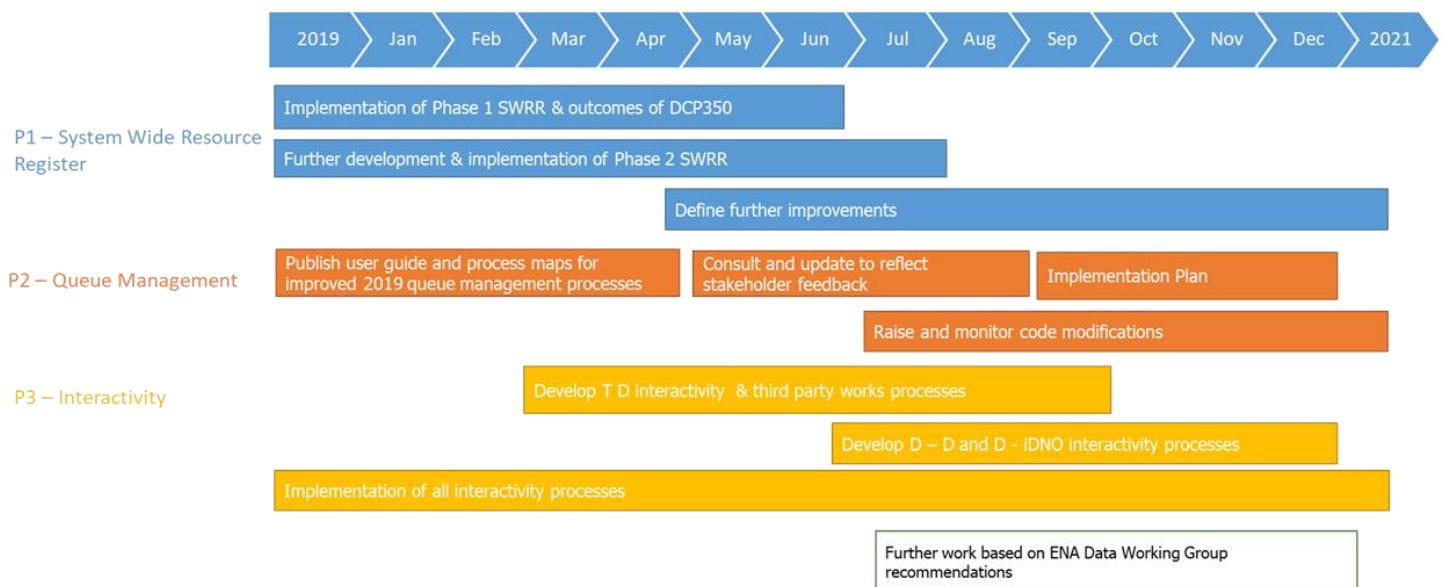 2019 Jan Feb Mar Apr May Jun Jul Aug Sep Oct Nov Dec 2021
P1 – System Wide Resource
Register
Implementation of Phase 1 SWRR & outcomes of DCP350
Further development & implementation of Phase 2 SWRR
Define further improvements
P2 – Queue Management
Publish user guide and process maps for
improved 2019 queue management processes
Consult and update to reflect
stakeholder feedback
Implementation Plan
Raise and monitor code modifications
P3 – Interactivity
Develop T D interactivity & third party works processes
Develop D – D and D - iDNO interactivity processes
Implementation of all interactivity processes
Further work based on ENA Data Working Group
recommendations